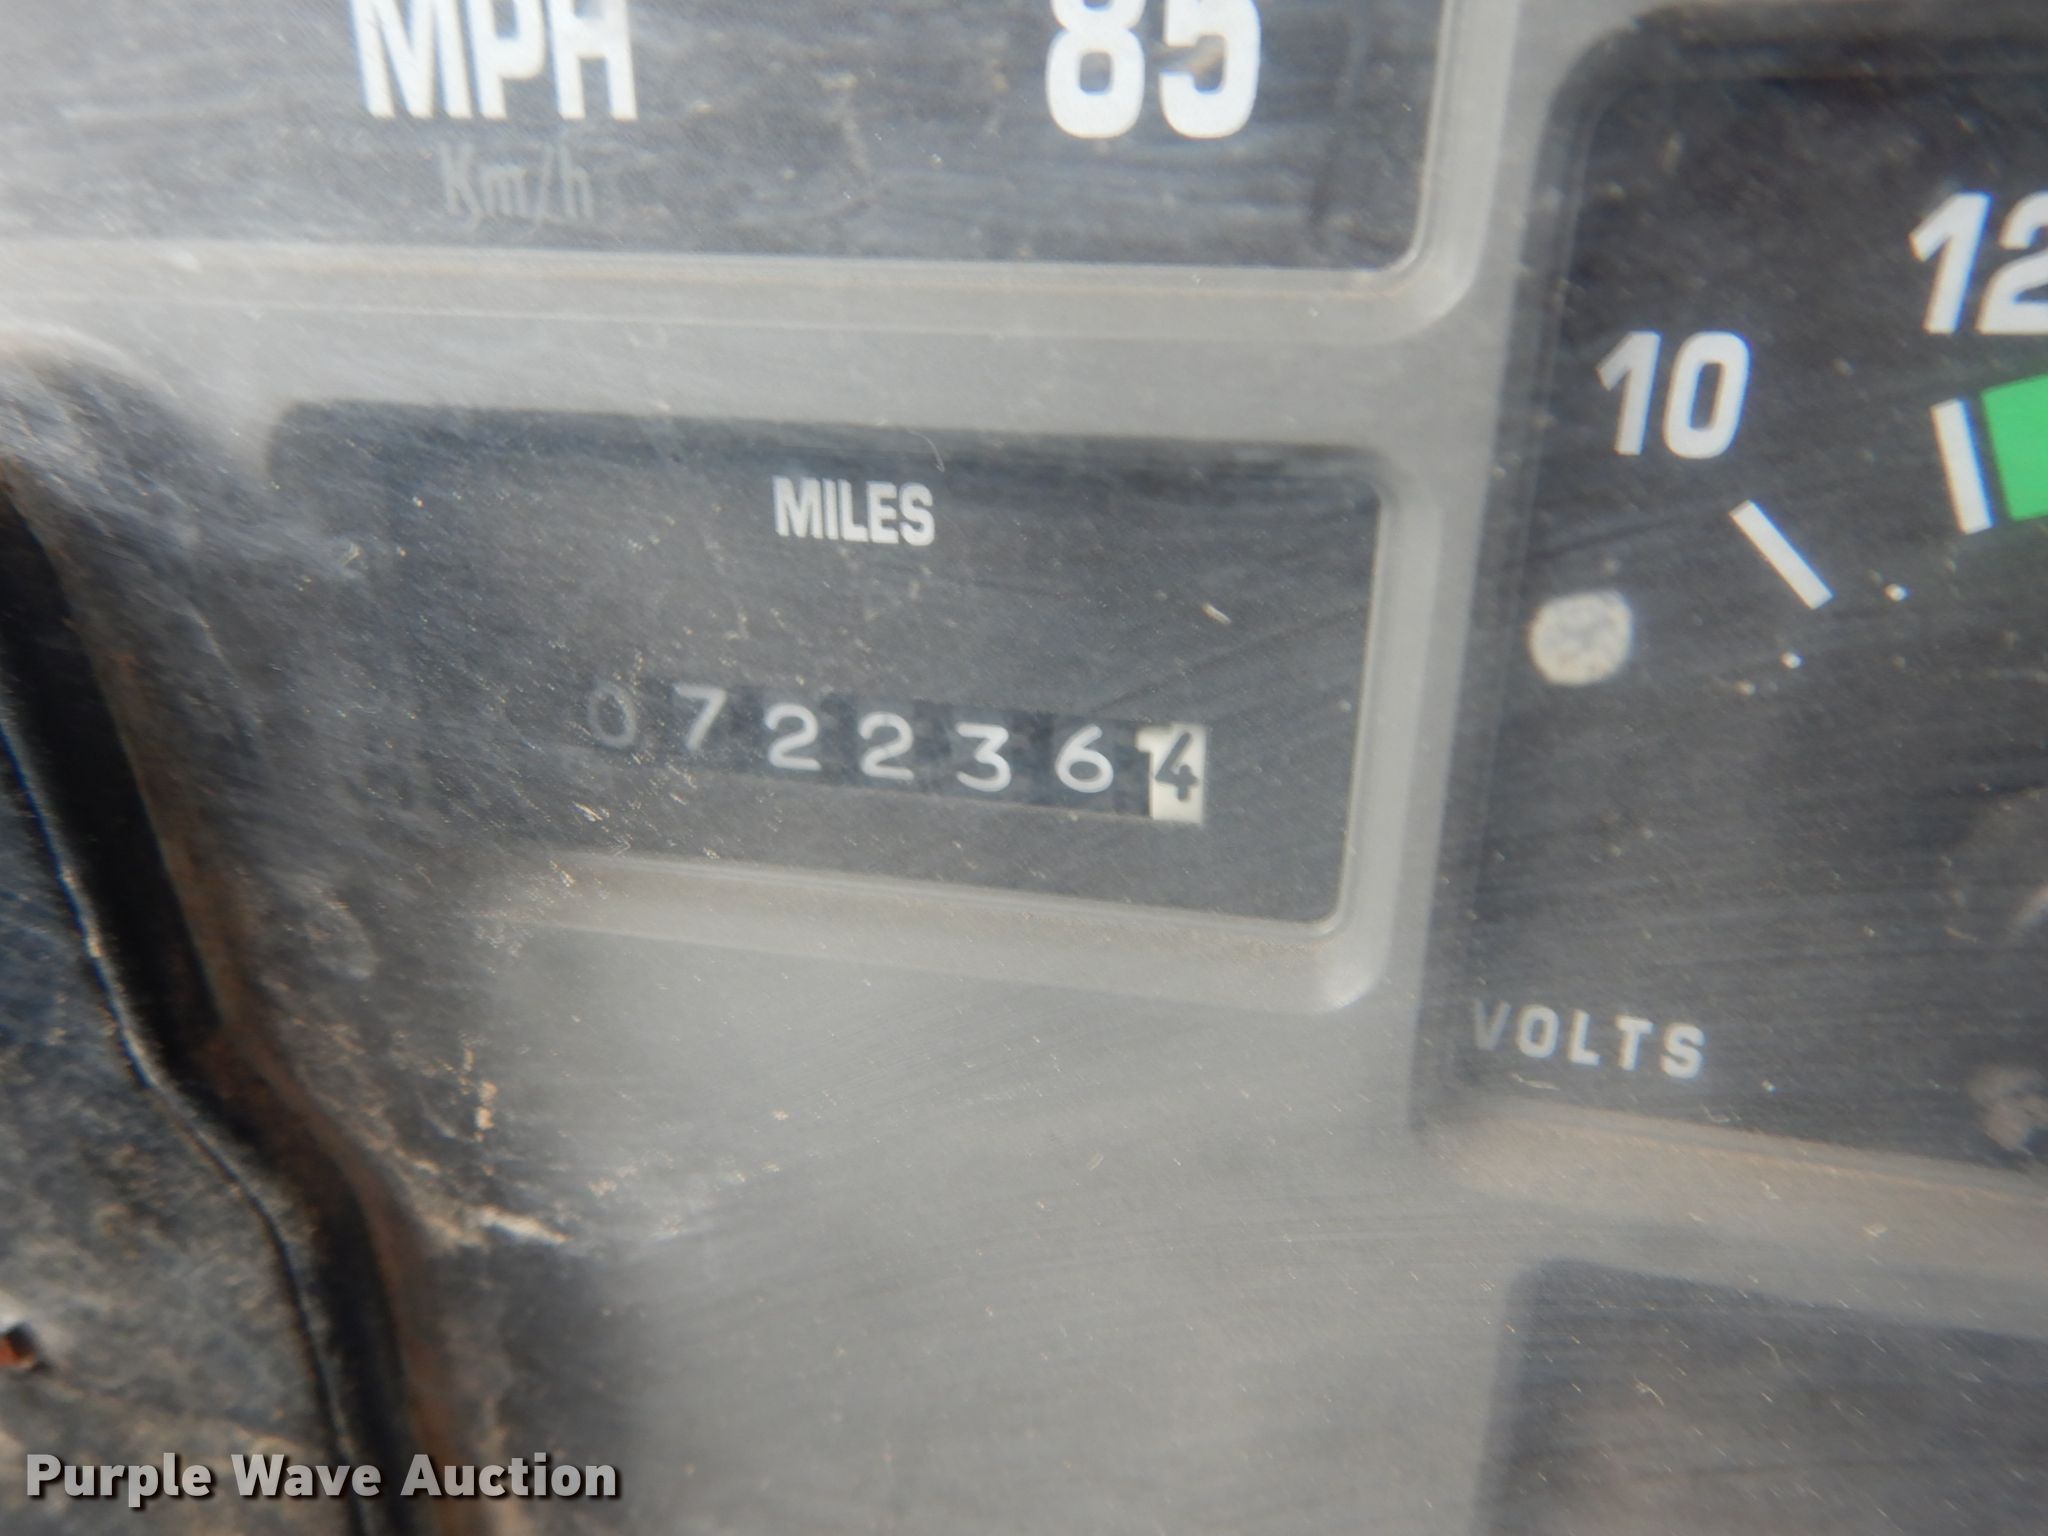 MPH 85
Km/h
12
10
MILES
0722364
VOLTS
Purple Wave Auction